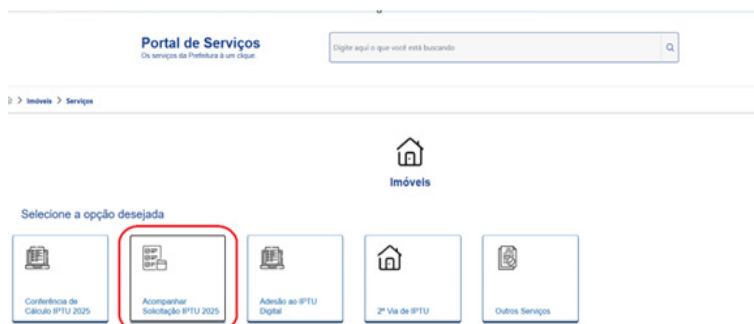 Portal de Serviços
Os serviços da Prefeitura à um clique.
Digite aqui o que você está buscando
> Imóveis > Serviços
Imóveis
Selecione a opção desejada
Conferência de
Cálculo IPTU 2025
Acompanhar
Solicitação IPTU 2025
Adesão ao IPTU
Digital
2ª Via de IPTU
Outros Serviços